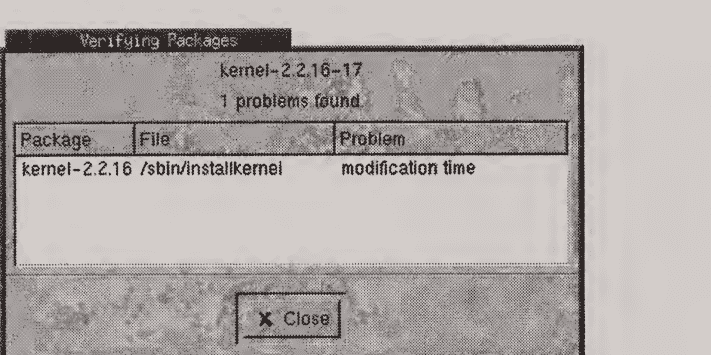 Verifying Packages
kernel-2.2.16-17
1 problems found
Package File Problem
kernel-2.2.16 /sbin/installkernel modification time
Close